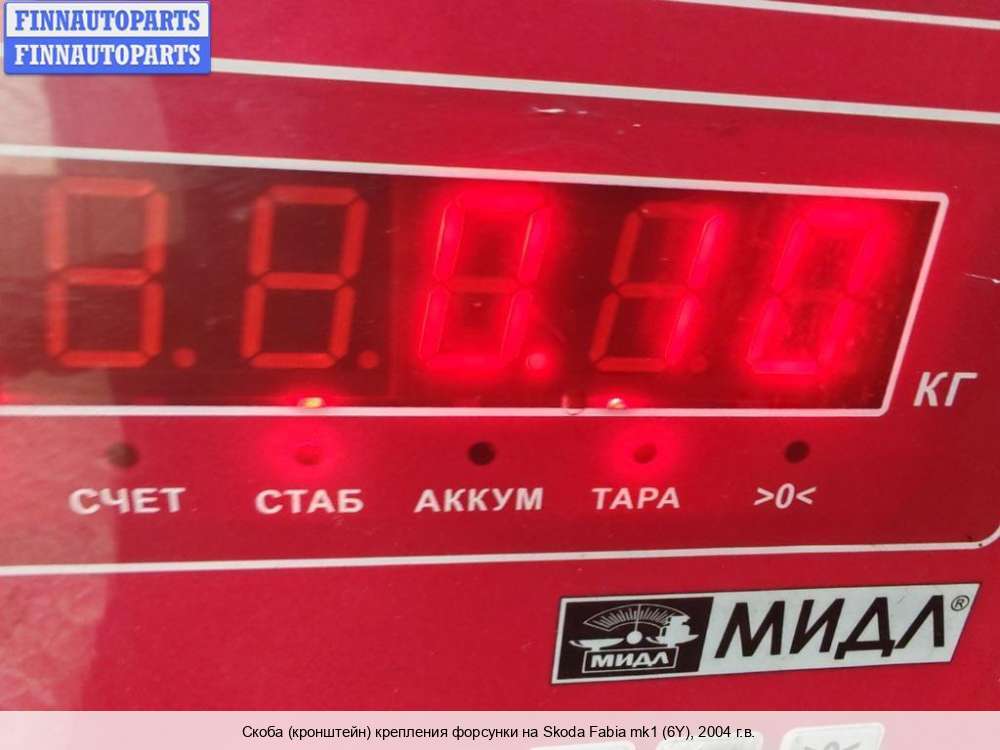 FINNAUTOPARTS
FINNAUTOPARTS
0.10
КГ
СЧЕТ СТАБ АККУМ ТАРА >0<
МИДЛ МИДЛ®
Скоба (кронштейн) крепления форсунки на Skoda Fabia mk1 (6Y), 2004 г.в.